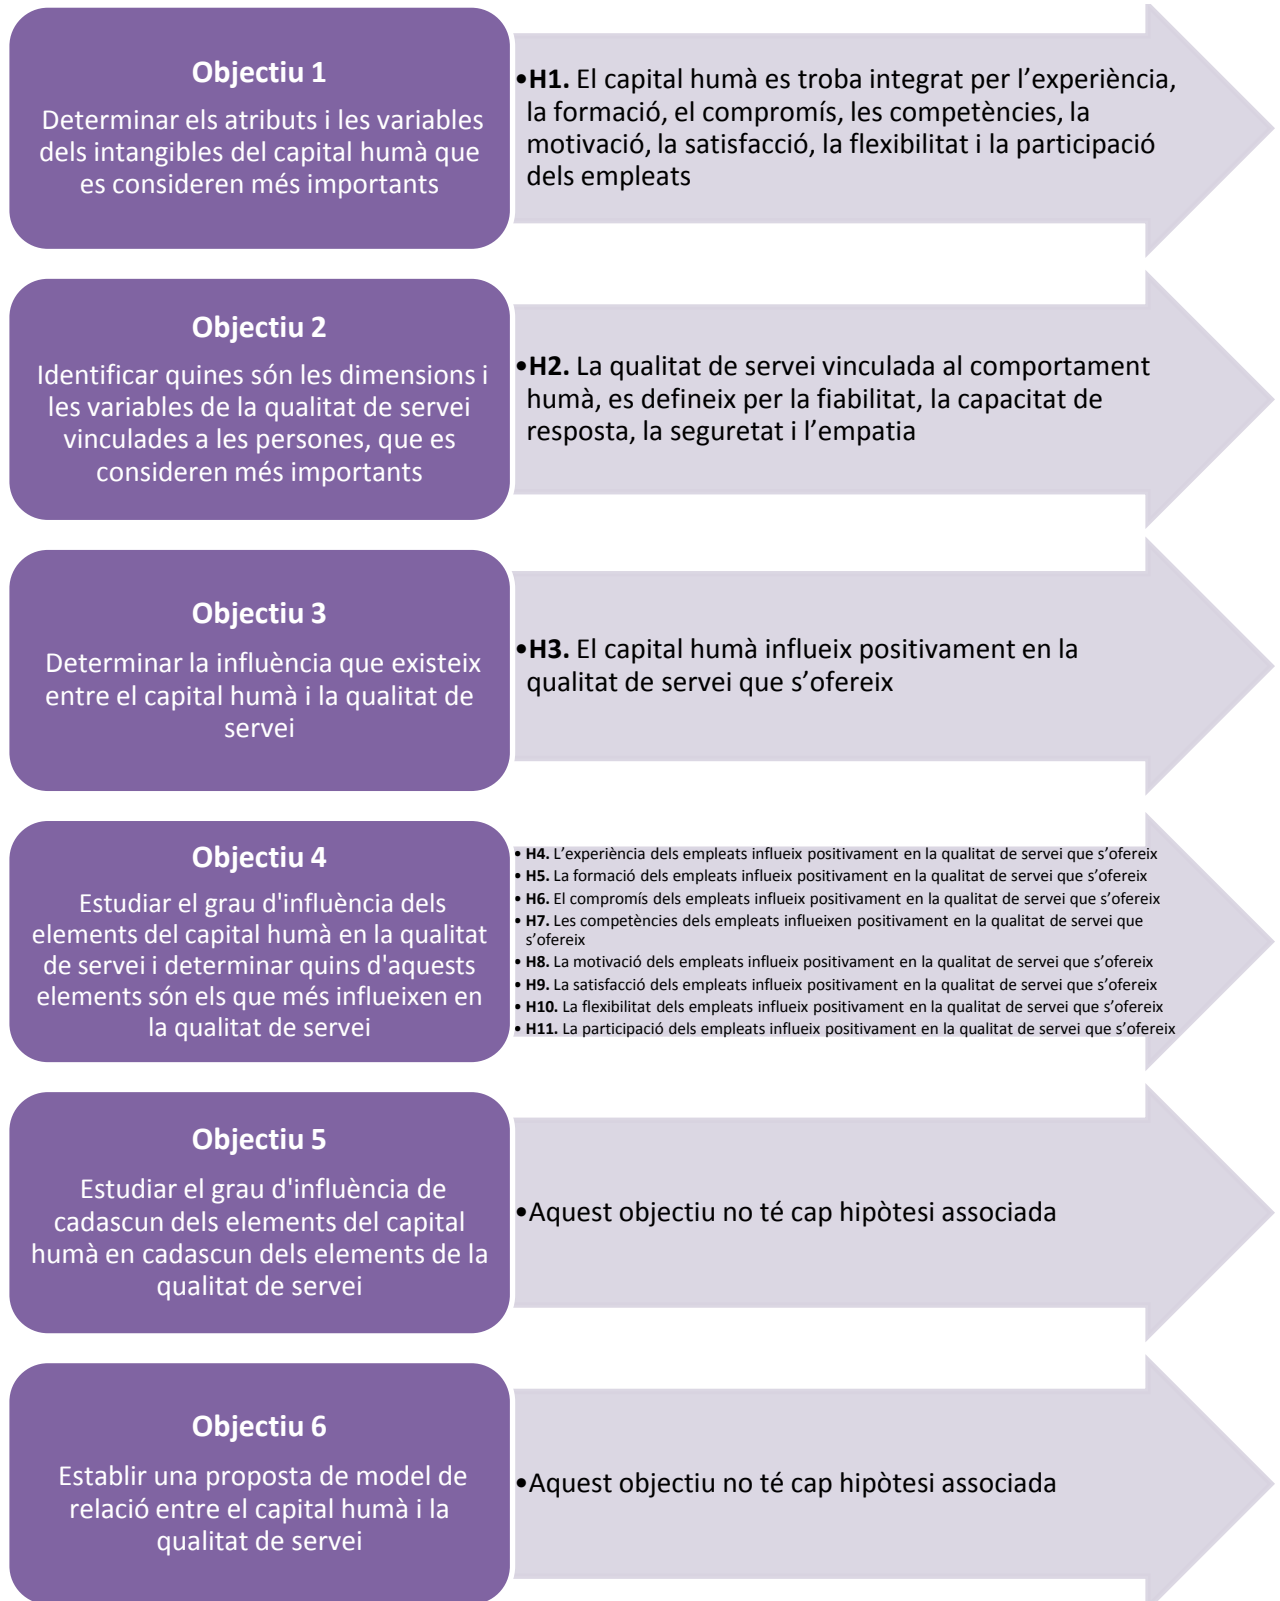 Objectiu 1
Determinar els atributs i les variables
dels intangibles del capital humà que
es consideren més importants
•H1. El capital humà es troba integrat per l’experiència,
la formació, el compromís, les competències, la
motivació, la satisfacció, la flexibilitat i la participació
dels empleats
Objectiu 2
Identificar quines són les dimensions i
les variables de la qualitat de servei
vinculades a les persones, que es
consideren més importants
•H2. La qualitat de servei vinculada al comportament
humà, es defineix per la fiabilitat, la capacitat de
resposta, la seguretat i l’empatia
Objectiu 3
Determinar la influència que existeix
entre el capital humà i la qualitat de
servei
•H3. El capital humà influeix positivament en la
qualitat de servei que s’ofereix
Objectiu 4
Estudiar el grau d'influència dels
elements del capital humà en la qualitat
de servei i determinar quins d'aquests
elements són els que més influeixen en
la qualitat de servei
• H4. L’experiència dels empleats influeix positivament en la qualitat de servei que s’ofereix
• H5. La formació dels empleats influeix positivament en la qualitat de servei que s’ofereix
• H6. El compromís dels empleats influeix positivament en la qualitat de servei que s’ofereix
• H7. Les competències dels empleats influeixen positivament en la qualitat de servei que
s’ofereix
• H8. La motivació dels empleats influeix positivament en la qualitat de servei que s’ofereix
• H9. La satisfacció dels empleats influeix positivament en la qualitat de servei que s’ofereix
• H10. La flexibilitat dels empleats influeix positivament en la qualitat de servei que s’ofereix
• H11. La participació dels empleats influeix positivament en la qualitat de servei que s’ofereix
Objectiu 5
Estudiar el grau d'influència de
cadascun dels elements del capital
humà en cadascun dels elements de la
qualitat de servei
•Aquest objectiu no té cap hipòtesi associada
Objectiu 6
Establir una proposta de model de
relació entre el capital humà i la
qualitat de servei
•Aquest objectiu no té cap hipòtesi associada